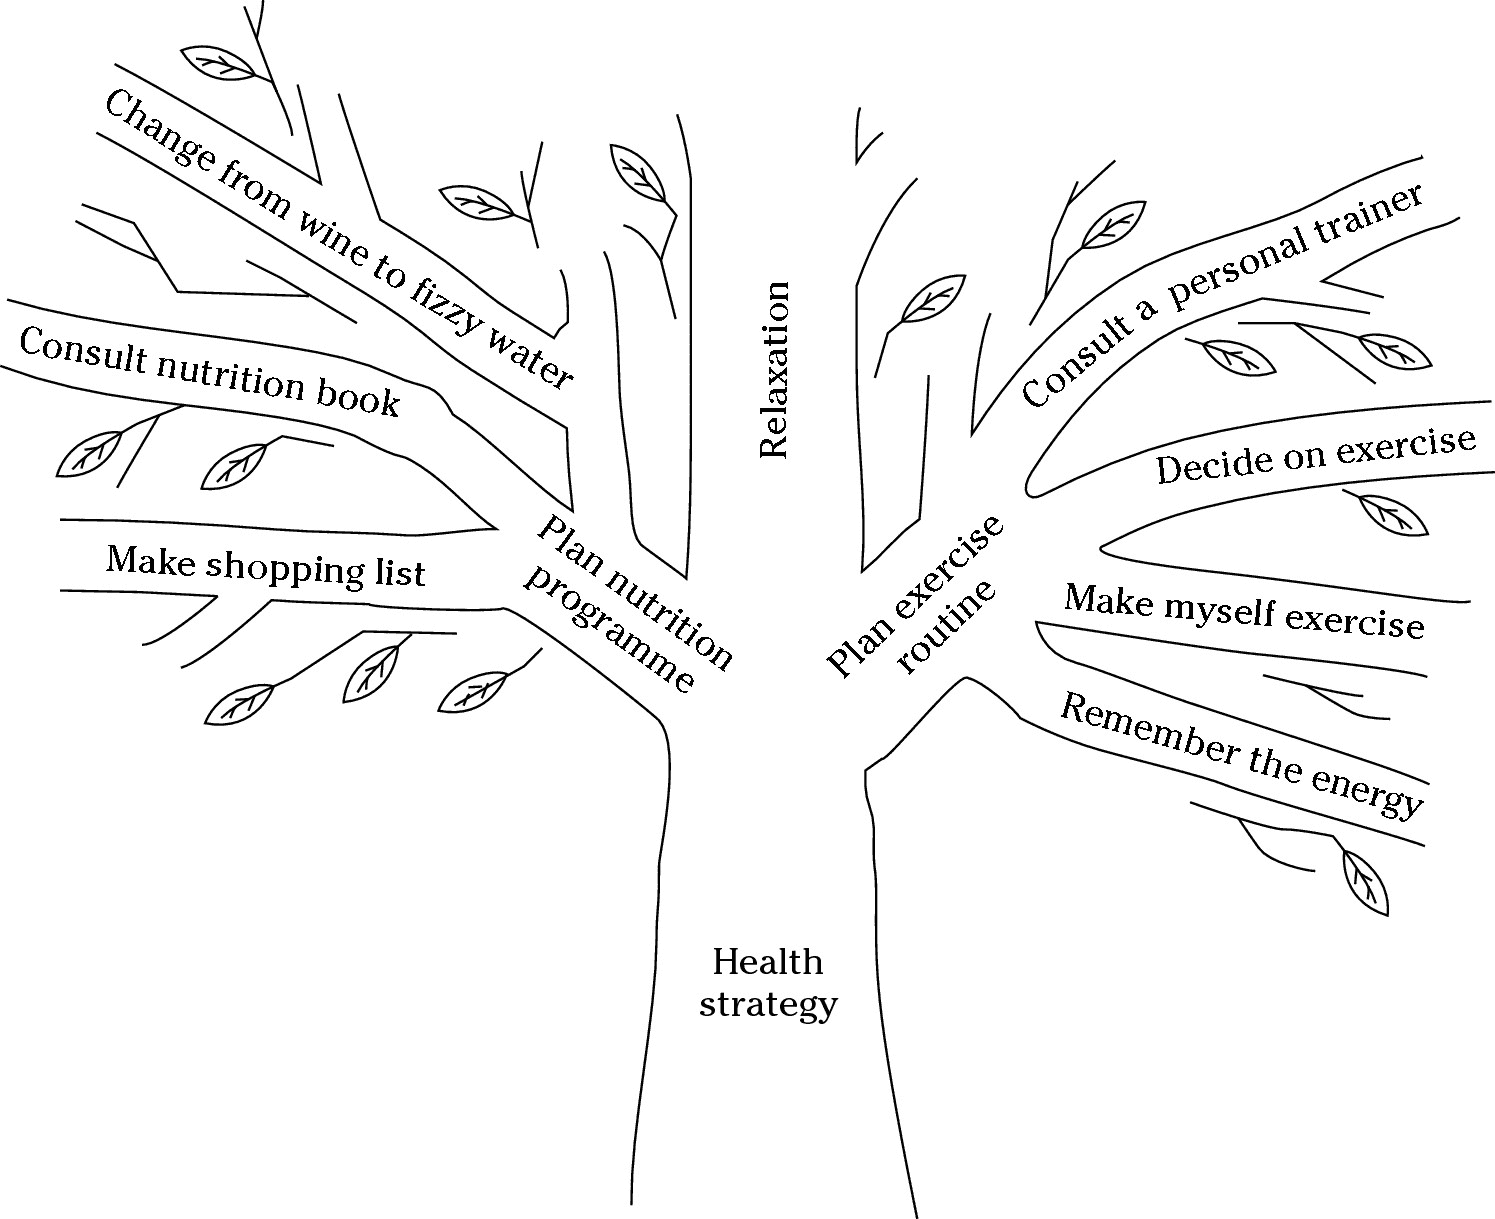 Change from wine to fizzy water
Consult nutrition book
Make shopping list
Plan nutrition
programme
Relaxation
Plan exercise
routine
Consult a personal trainer
Decide on exercise
Make myself exercise
Remember the energy
Health
strategy